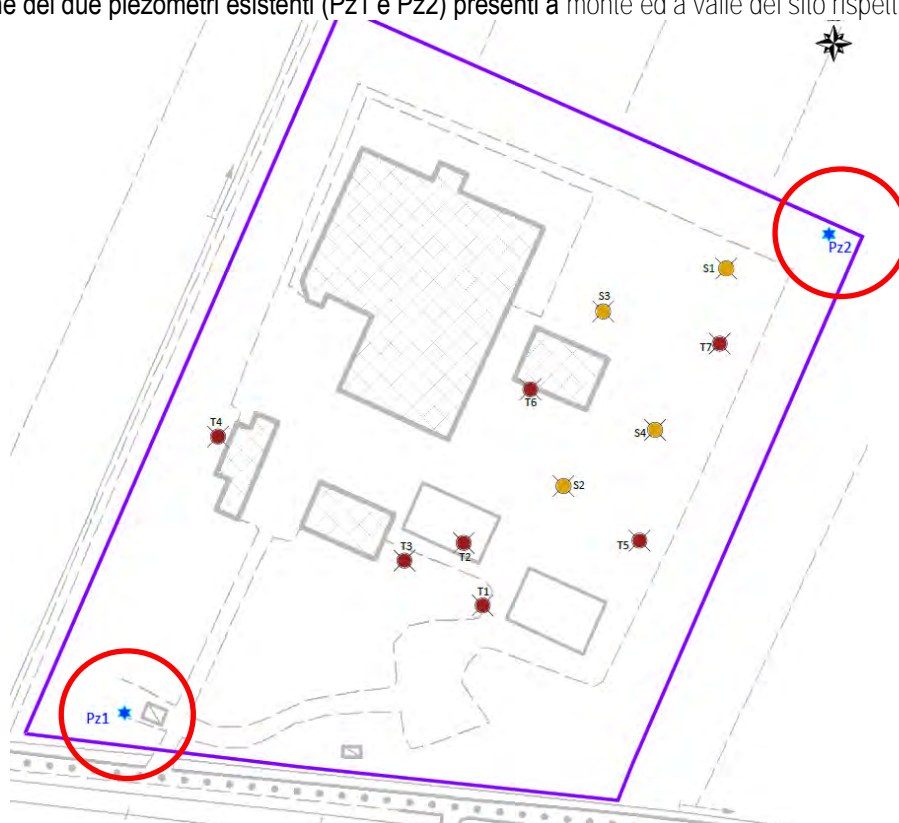 ne dei due piezometri esistenti (Pz1 e Pz2) presenti a monte ed a valle del sito rispett
Pz2
S1
S3
T7
T6
T4
S4
S2
T5
T2
T3
T1
Pz1